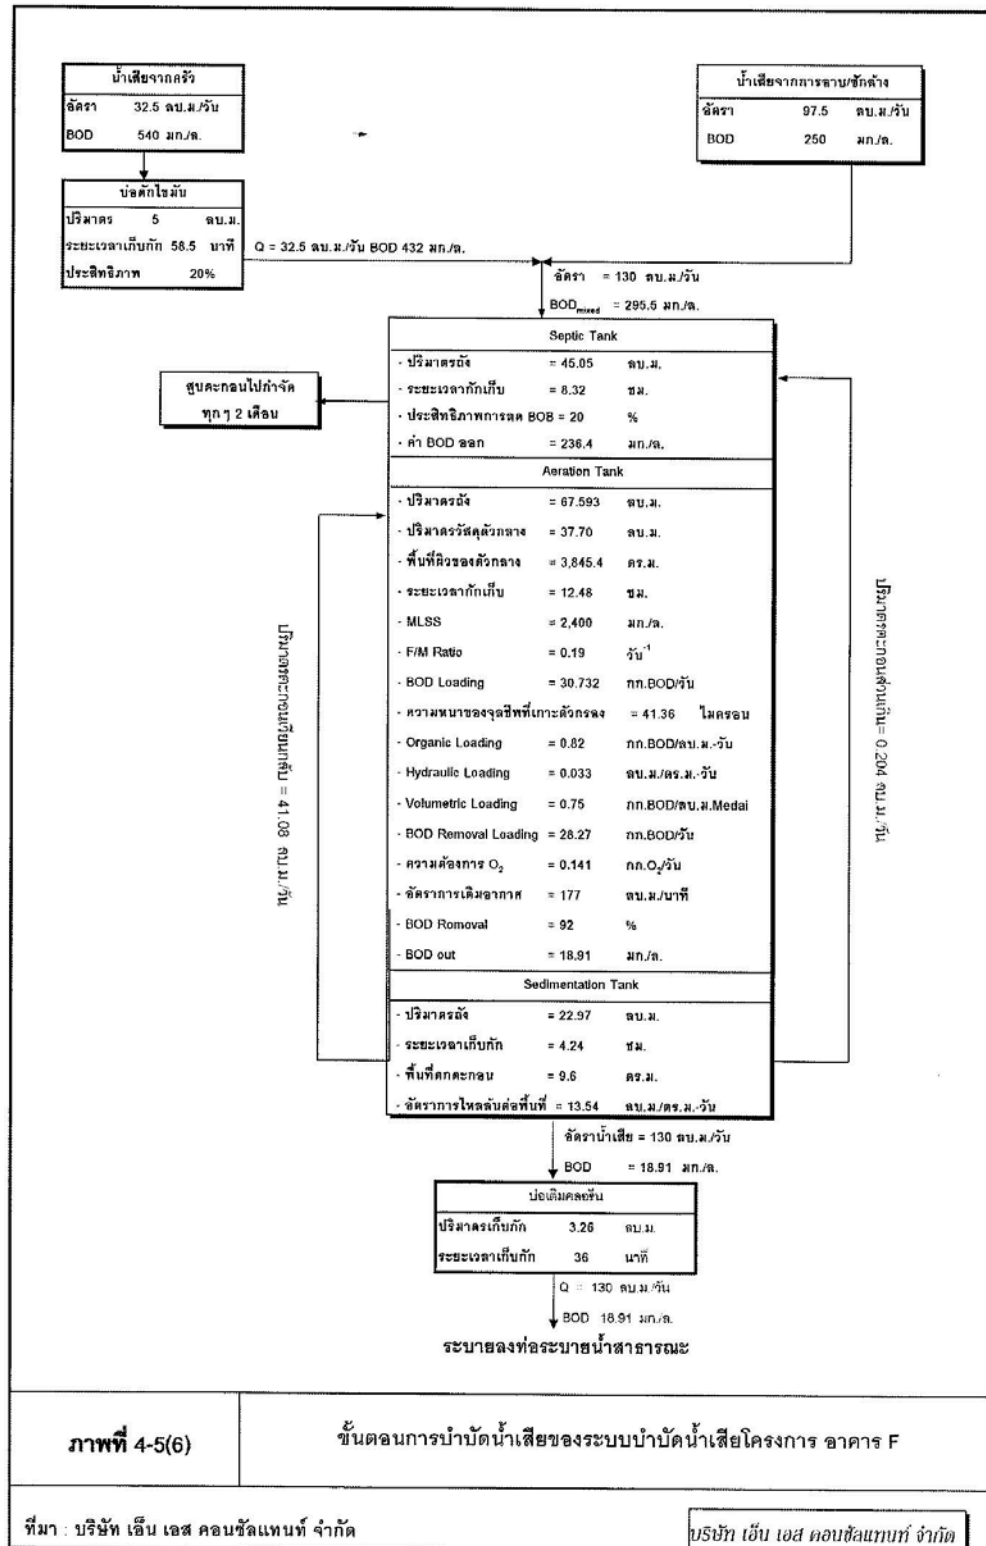 น้ำเสียจากครัว
อัตรา 32.5 ลบ.ม./วัน
BOD 540 มก./ล.
น้ำเสียจากการอาบ/ซักล้าง
อัตรา 97.5 ลบ.ม./วัน
BOD 250 มก./ล.
บ่อดักไขมัน
ปริมาตร 5 ลบ.ม.
ระยะเวลาเก็บกัก 58.5 นาที
ประสิทธิภาพ 20%
Q = 32.5 ลบ.ม./วัน BOD 432 มก./ล.
อัตรา = 130 ลบ.ม./วัน
BODmixed = 295.5 มก./ล.
Septic Tank
- ปริมาตรถัง = 45.05 ลบ.ม.
- ระยะเวลากักเก็บ = 8.32 ชม.
- ประสิทธิภาพการลด BOB = 20 %
- ค่า BOD ออก = 236.4 มก./ล.
สูบตะกอนไปกำจัด
ทุก ๆ 2 เดือน
Aeration Tank
- ปริมาตรถัง = 67.593 ลบ.ม.
- ปริมาตรวัสดุตัวกลาง = 37.70 ลบ.ม.
- พื้นที่ผิวของตัวกลาง = 3,845.4 ตร.ม.
- ระยะเวลากักเก็บ = 12.48 ชม.
- MLSS = 2,400 มก./ล.
- F/M Ratio = 0.19 วัน⁻¹
- BOD Loading = 30.732 กก.BOD/วัน
- ความหนาของจุลชีพที่เกาะตัวกรอง = 41.36 ไมครอน
- Organic Loading = 0.82 กก.BOD/ลบ.ม.-วัน
- Hydraulic Loading = 0.033 ลบ.ม./ตร.ม.-วัน
- Volumetric Loading = 0.75 กก.BOD/ลบ.ม.Medai
- BOD Removal Loading = 28.27 กก.BOD/วัน
- ความต้องการ O₂ = 0.141 กก.O₂/วัน
- อัตราการเติมอากาศ = 177 ลบ.ม./นาที
- BOD Romoval = 92 %
- BOD out = 18.91 มก./ล.
ปริมาตรตะกอนเวียนกลับ = 41.08 ลบ.ม./วัน
ปริมาตรตะกอนส่วนเกิน= 0.204 ลบ.ม./วัน
Sedimentation Tank
- ปริมาตรถัง = 22.97 ลบ.ม.
- ระยะเวลาเก็บกัก = 4.24 ชม.
- พื้นที่ตกตะกอน = 9.6 ตร.ม.
- อัตราการไหลล้นต่อพื้นที่ = 13.54 ลบ.ม./ตร.ม.-วัน
อัตราน้ำเสีย = 130 ลบ.ม./วัน
BOD = 18.91 มก./ล.
บ่อเติมคลอรีน
ปริมาตรเก็บกัก 3.26 ลบ.ม.
ระยะเวลาเก็บกัก 36 นาที
Q = 130 ลบ.ม./วัน
BOD 18.91 มก./ล.
ระบายลงท่อระบายน้ำสาธารณะ
ภาพที่ 4-5(6)
ขั้นตอนการบำบัดน้ำเสียของระบบบำบัดน้ำเสียโครงการ อาคาร F
ที่มา : บริษัท เอ็น เอส คอนซัลแทนท์ จำกัด
บริษัท เอ็น เอส คอนซัลแทนท์ จำกัด